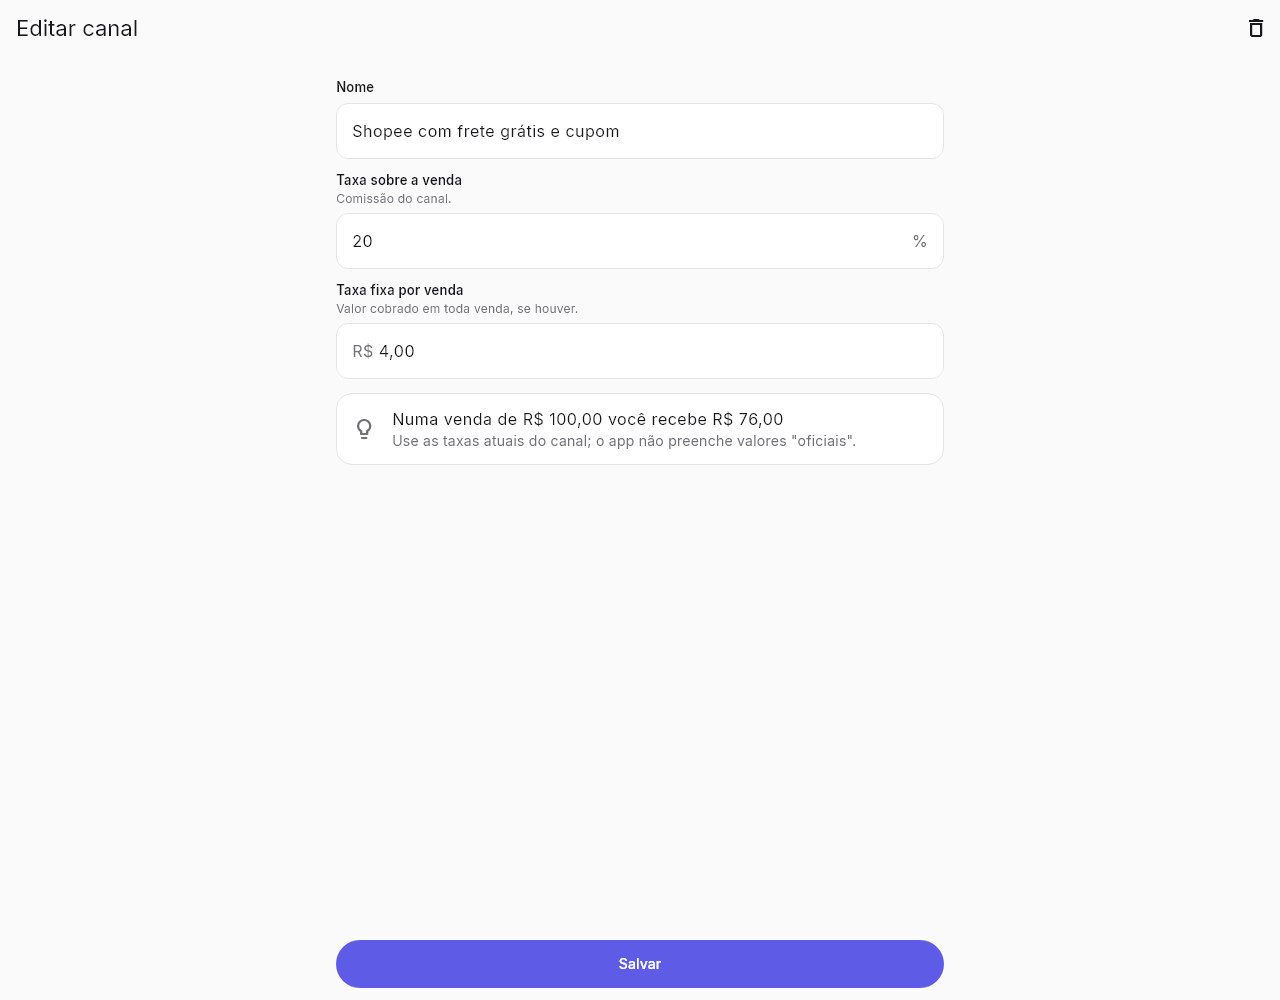 Editar canal
Nome
Shopee com frete grátis e cupom
Taxa sobre a venda
Comissão do canal.
20 %
Taxa fixa por venda
Valor cobrado em toda venda, se houver.
R$ 4,00
Numa venda de R$ 100,00 você recebe R$ 76,00
Use as taxas atuais do canal; o app não preenche valores "oficiais".
Salvar